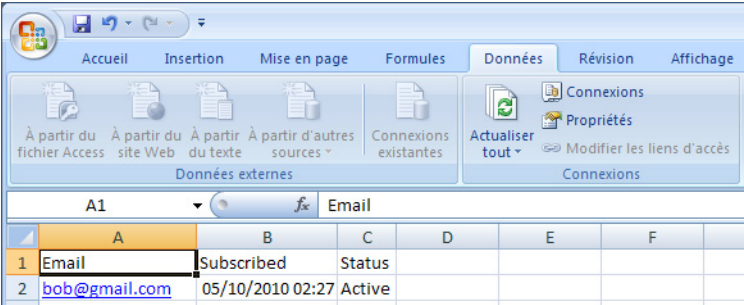 Accueil Insertion Mise en page Formules Données Révision Affichage
À partir du fichier Access
À partir du site Web
À partir du texte
À partir d'autres sources
Connexions existantes
Actualiser tout
Connexions
Propriétés
Modifier les liens d'accès
Données externes Connexions
A1 fx Email
A B C D E F
1 Email Subscribed Status
2 bob@gmail.com 05/10/2010 02:27 Active